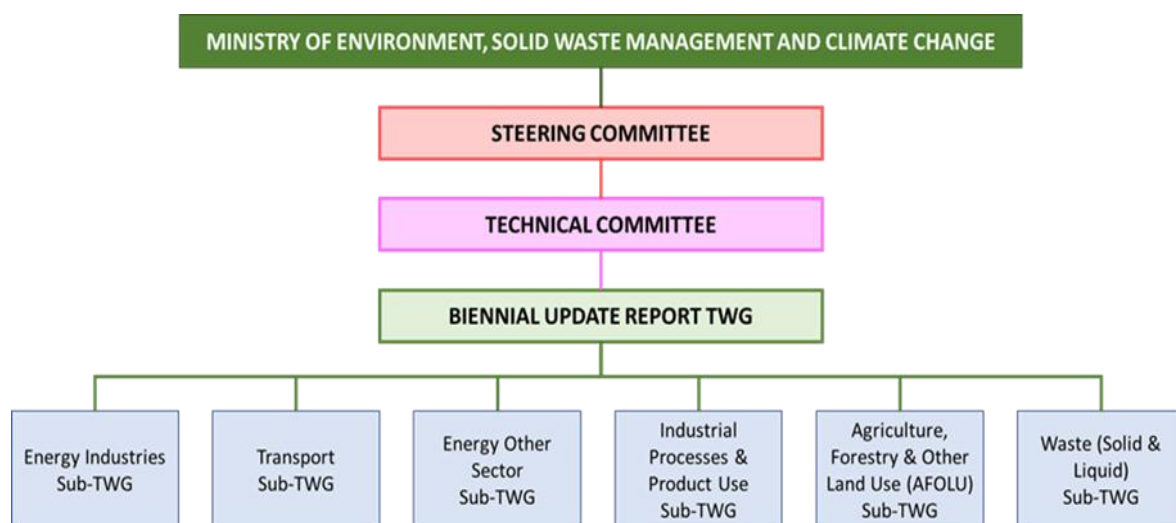 MINISTRY OF ENVIRONMENT, SOLID WASTE MANAGEMENT AND CLIMATE CHANGE
STEERING COMMITTEE
TECHNICAL COMMITTEE
BIENNIAL UPDATE REPORT TWG
Energy Industries
Sub-TWG
Transport
Sub-TWG
Energy Other
Sector
Sub-TWG
Industrial
Processes &
Product Use
Sub-TWG
Agriculture,
Forestry & Other
Land Use (AFOLU)
Sub-TWG
Waste (Solid &
Liquid)
Sub-TWG